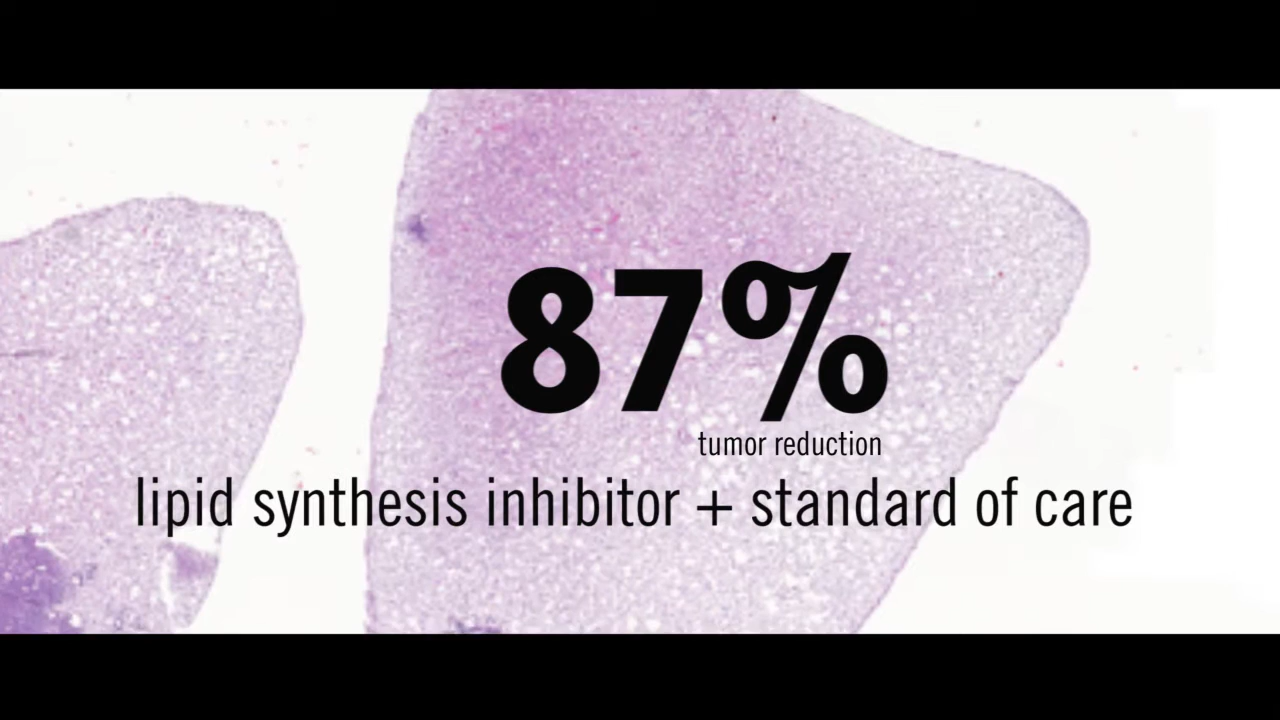 87%
tumor reduction
lipid synthesis inhibitor + standard of care